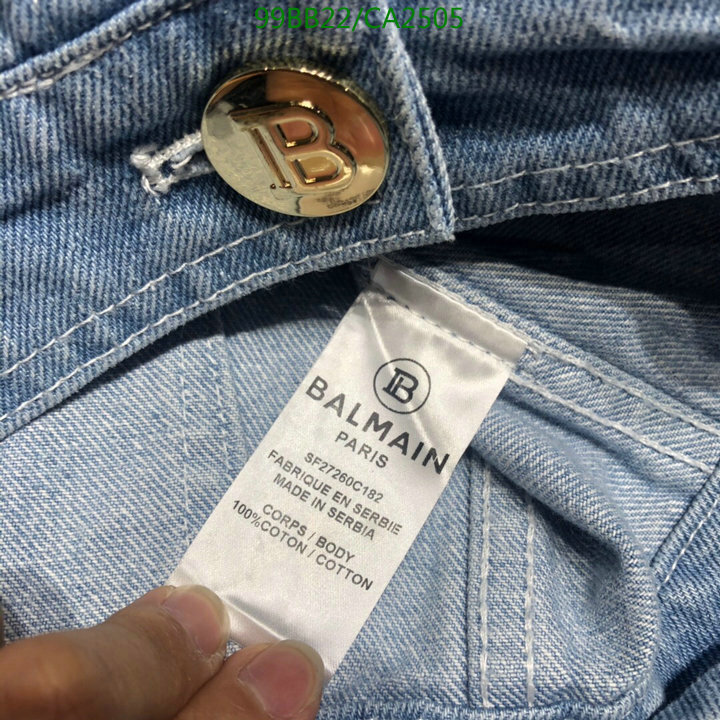 99BB22/CA2505
B
B
BALMAIN
PARIS
SF27260C182
FABRIQUE EN SERBIE
MADE IN SERBIA
CORPS / BODY
100%COTON / COTTON